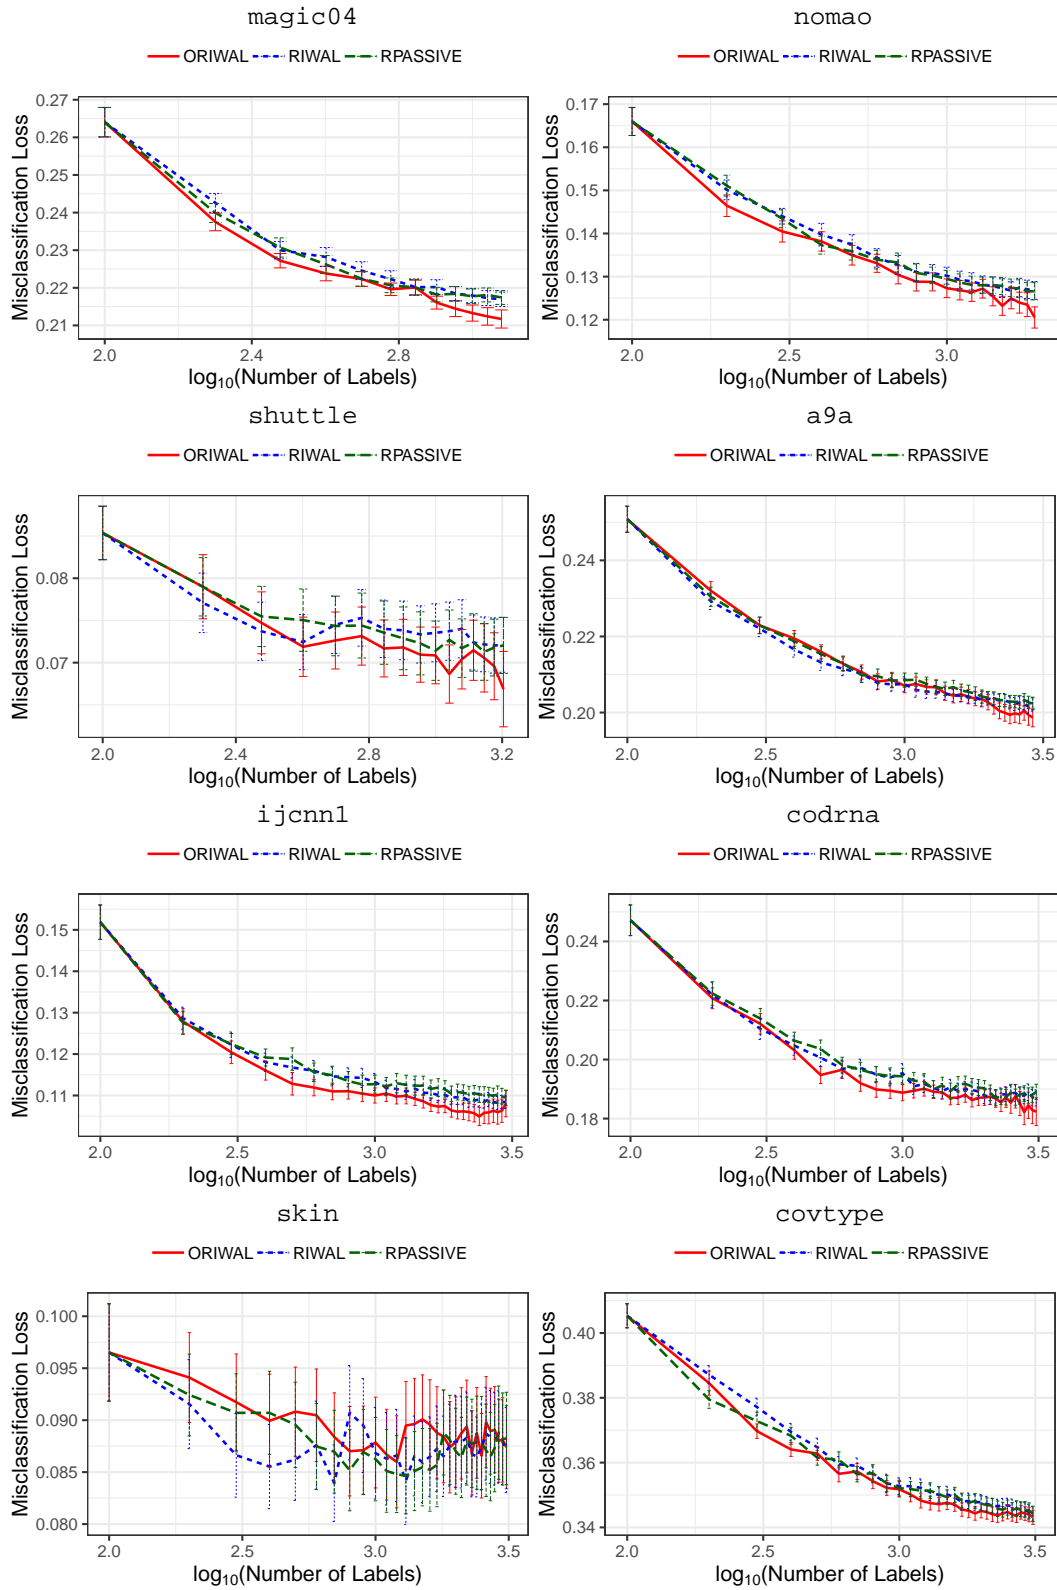 magic04
ORIWAL RIWAL RPASSIVE
Misclassification Loss
0.27
0.26
0.24
0.23
0.22
0.21
2.0 2.4 2.8
log10(Number of Labels)
nomao
ORIWAL RIWAL RPASSIVE
Misclassification Loss
0.17
0.16
0.15
0.14
0.13
0.12
2.0 2.5 3.0
log10(Number of Labels)
shuttle
ORIWAL RIWAL RPASSIVE
Misclassification Loss
0.08
0.07
2.0 2.4 2.8 3.2
log10(Number of Labels)
a9a
ORIWAL RIWAL RPASSIVE
Misclassification Loss
0.24
0.22
0.20
2.0 2.5 3.0 3.5
log10(Number of Labels)
ijcnn1
ORIWAL RIWAL RPASSIVE
Misclassification Loss
0.15
0.13
0.12
0.11
2.0 2.5 3.0 3.5
log10(Number of Labels)
codrna
ORIWAL RIWAL RPASSIVE
Misclassification Loss
0.24
0.22
0.20
0.18
2.0 2.5 3.0 3.5
log10(Number of Labels)
skin
ORIWAL RIWAL RPASSIVE
Misclassification Loss
0.100
0.095
0.090
0.085
0.080
2.0 2.5 3.0 3.5
log10(Number of Labels)
covtype
ORIWAL RIWAL RPASSIVE
Misclassification Loss
0.40
0.38
0.36
0.34
2.0 2.5 3.0 3.5
log10(Number of Labels)